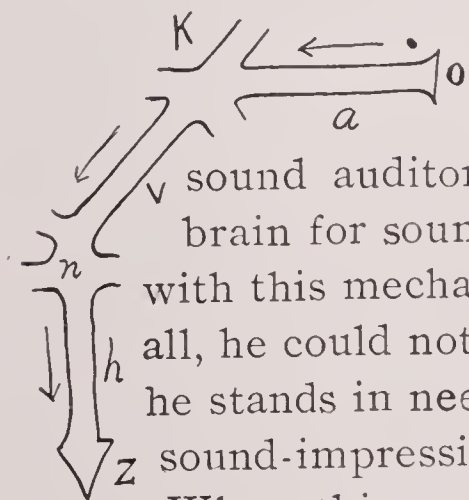 K
o
a
v sound auditor
brain for soun
n
with this mecha
h all, he could not
he stands in nee
z sound-impressi